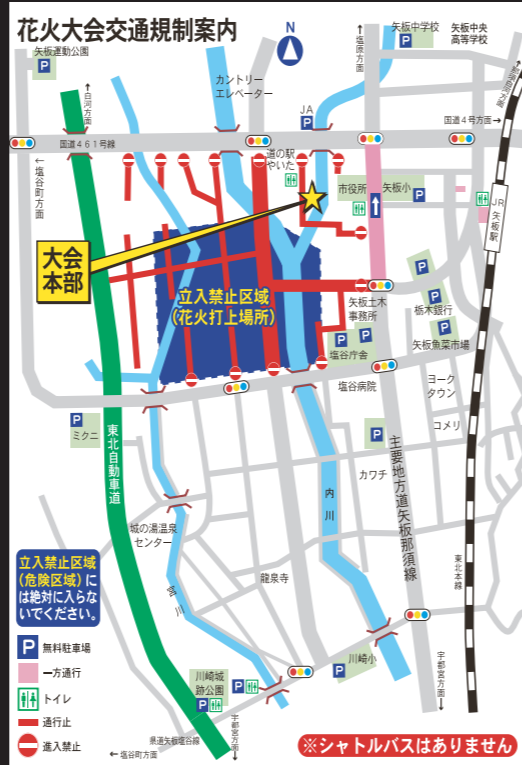 花火大会交通規制案内
N
矢板運動公園
P
↑白河方面
カントリー
エレベーター
↑塩原方面
矢板中学校
P
矢板中央
高等学校
JA
P
国道4号方面→
国道461号線
←塩谷町方面
道の駅
やいた
市役所
矢板小
P
JR矢板駅
大会
本部
立入禁止区域
(花火打上場所)
矢板土木
事務所
P
栃木銀行
P
矢板魚菜市場
P
P
塩谷庁舎
塩谷病院
ヨーク
タウン
コメリ
P
ミクニ
P
カワチ
東北自動車道
主要地方道矢板那須線
内川
城の湯温泉
センター
宮川
龍泉寺
東北本線
立入禁止区域
(危険区域)に
は絶対に入らな
いでください。
P 無料駐車場
一方通行
トイレ
通行止
進入禁止
川崎城
跡公園
P
P
川崎小
P
宇都宮方面↓
宇都宮方面↓
県道矢板塩谷線
←塩谷町方面
※シャトルバスはありません